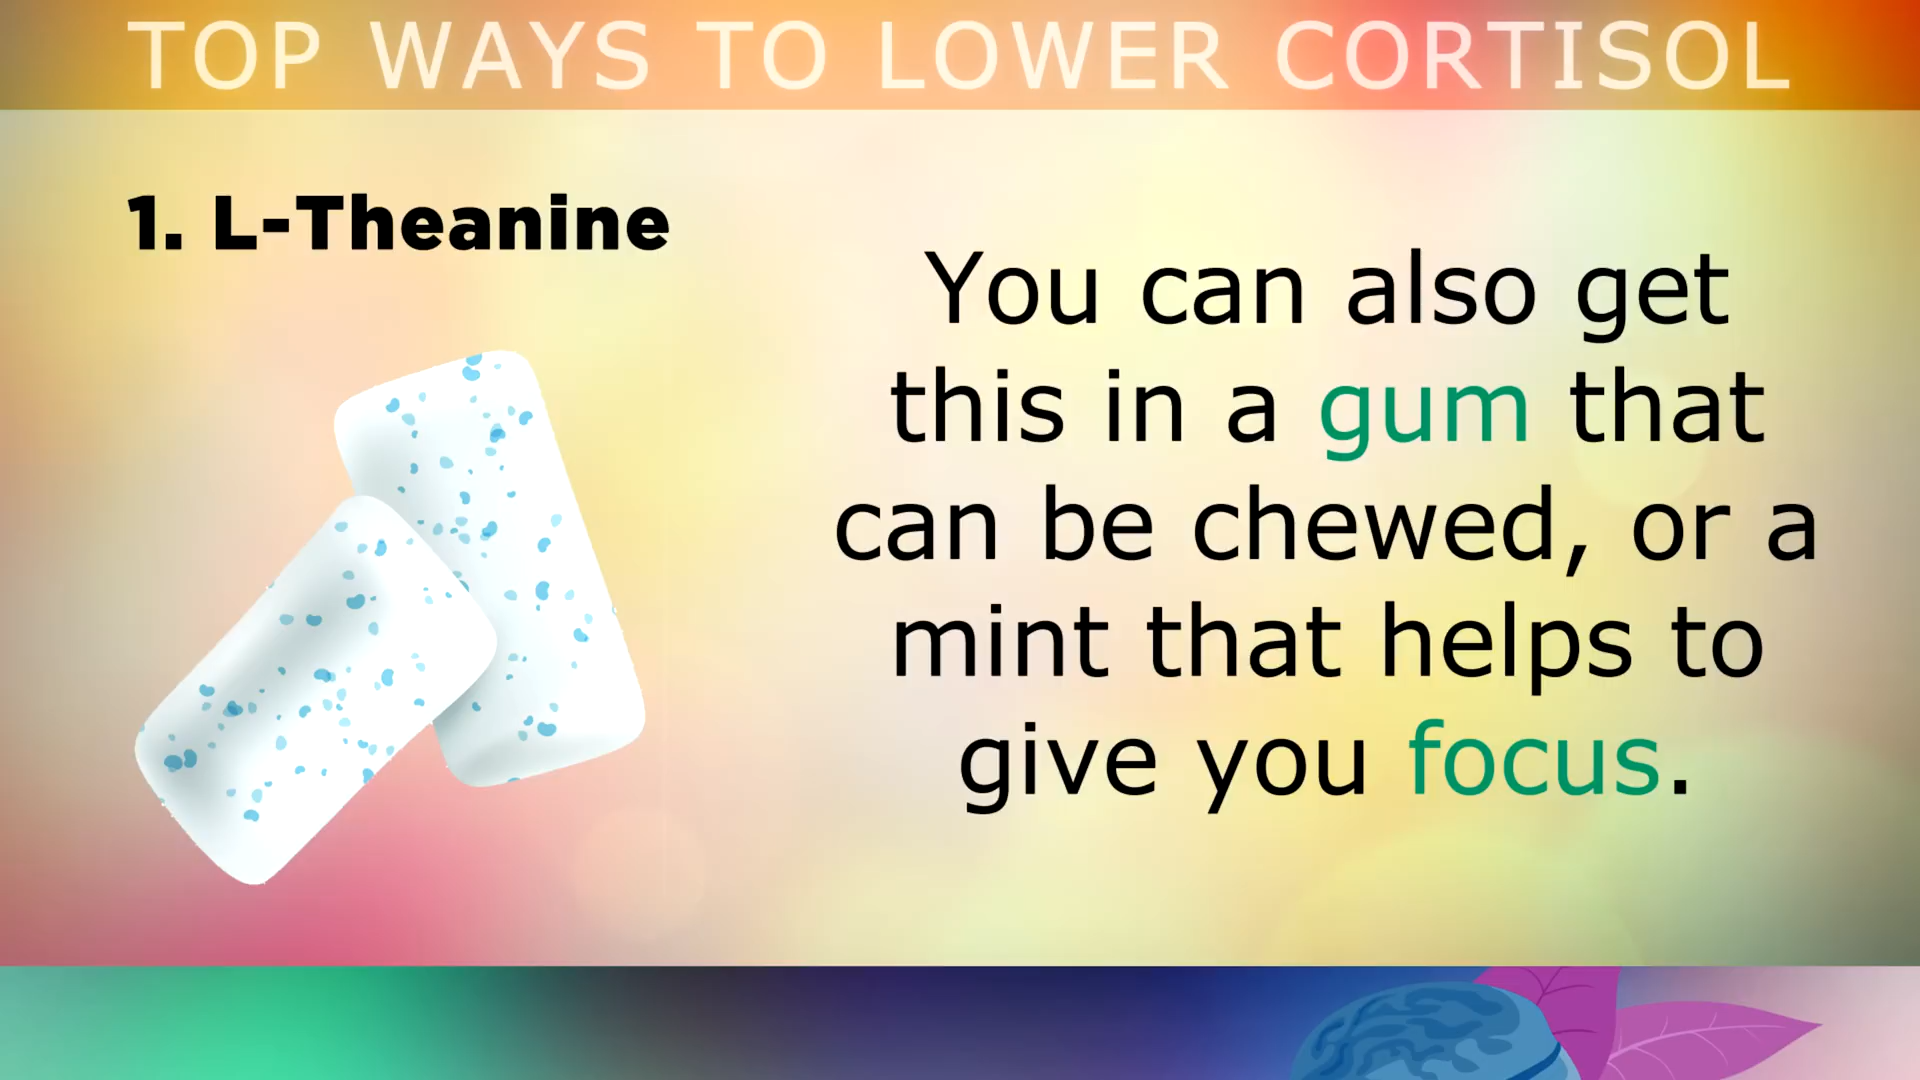 TOP WAYS TO LOWER CORTISOL
1. L-Theanine
You can also get
this in a gum that
can be chewed, or a
mint that helps to
give you focus.